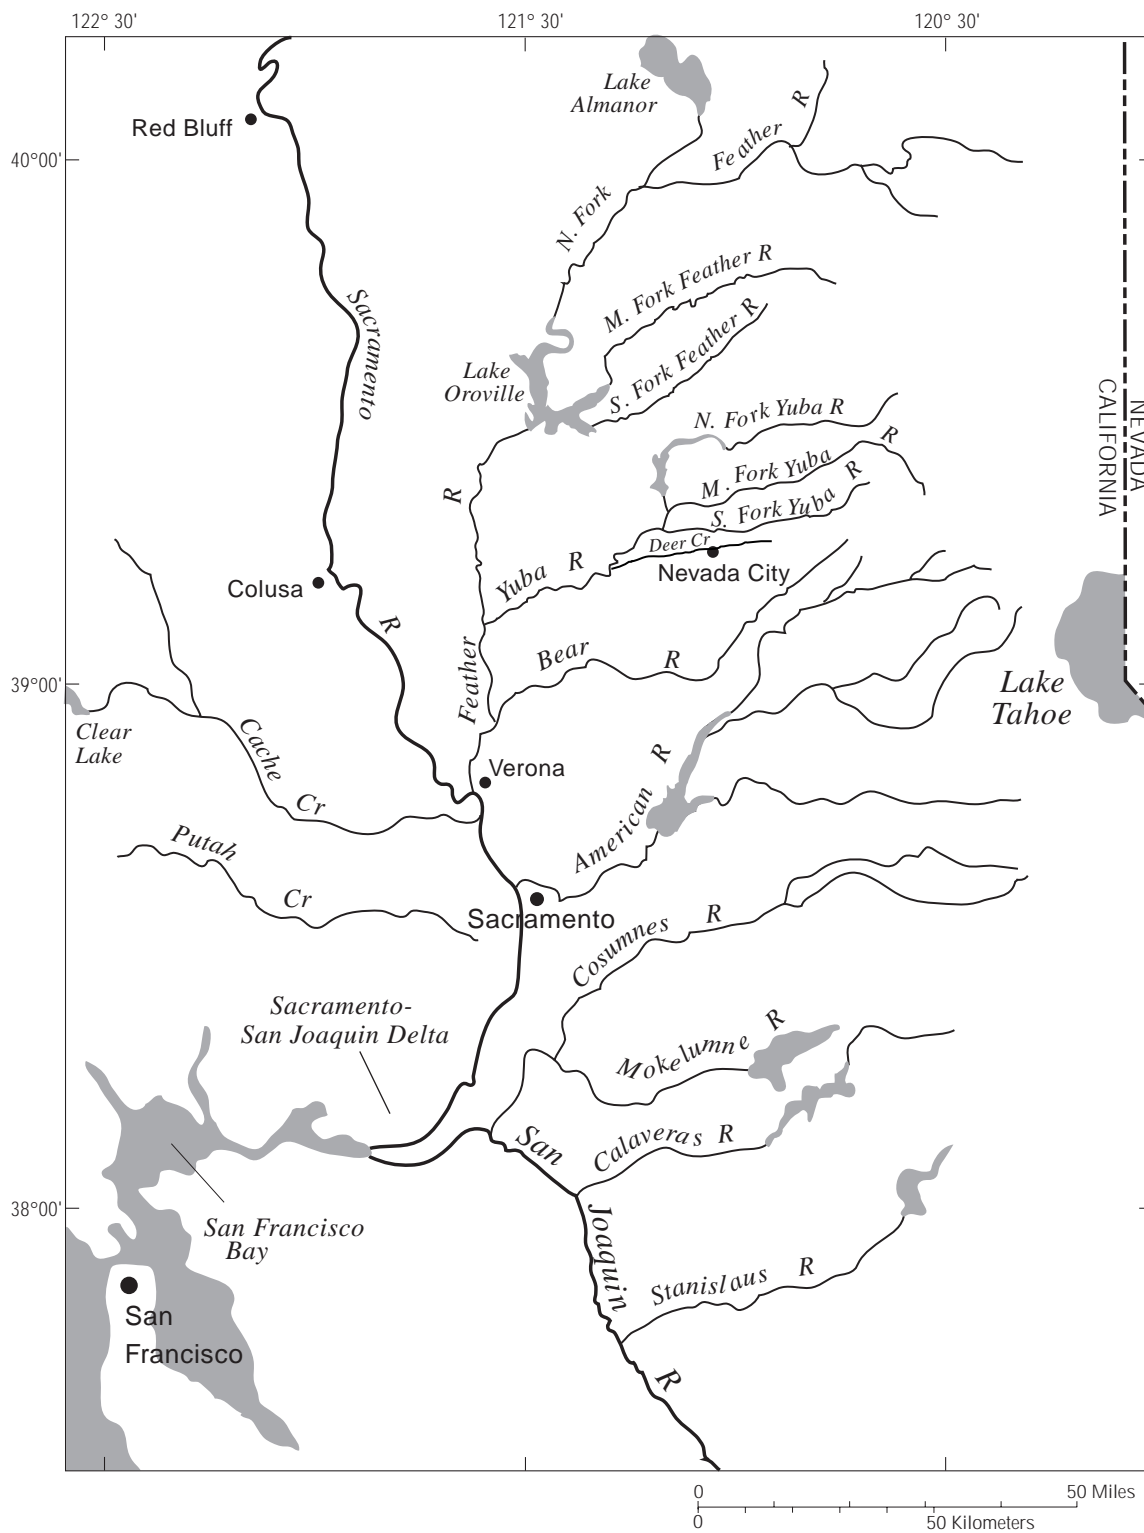 122° 30'
121° 30'
120° 30'
Lake
Almanor
R
Red Bluff
Feather
40°00'
N. Fork
M. Fork Feather R
Sacramento
S. Fork Feather R
Lake
Oroville
CALIFORNIA
NEVADA
N. Fork Yuba R
R
M. Fork Yuba
R
S. Fork Yuba R
Deer Cr
Nevada City
Yuba R
Colusa
R
Feather
Bear R
39°00'
Lake
Tahoe
Clear
Lake
Cache
Cr
Verona
American R
Putah
Cr
Sacramento
Cosumnes R
Sacramento-
San Joaquin Delta
Mokelumne R
San
Calaveras R
38°00'
San Francisco
Bay
Joaquin
Stanislaus R
San
Francisco
R
0 50 Miles
0 50 Kilometers